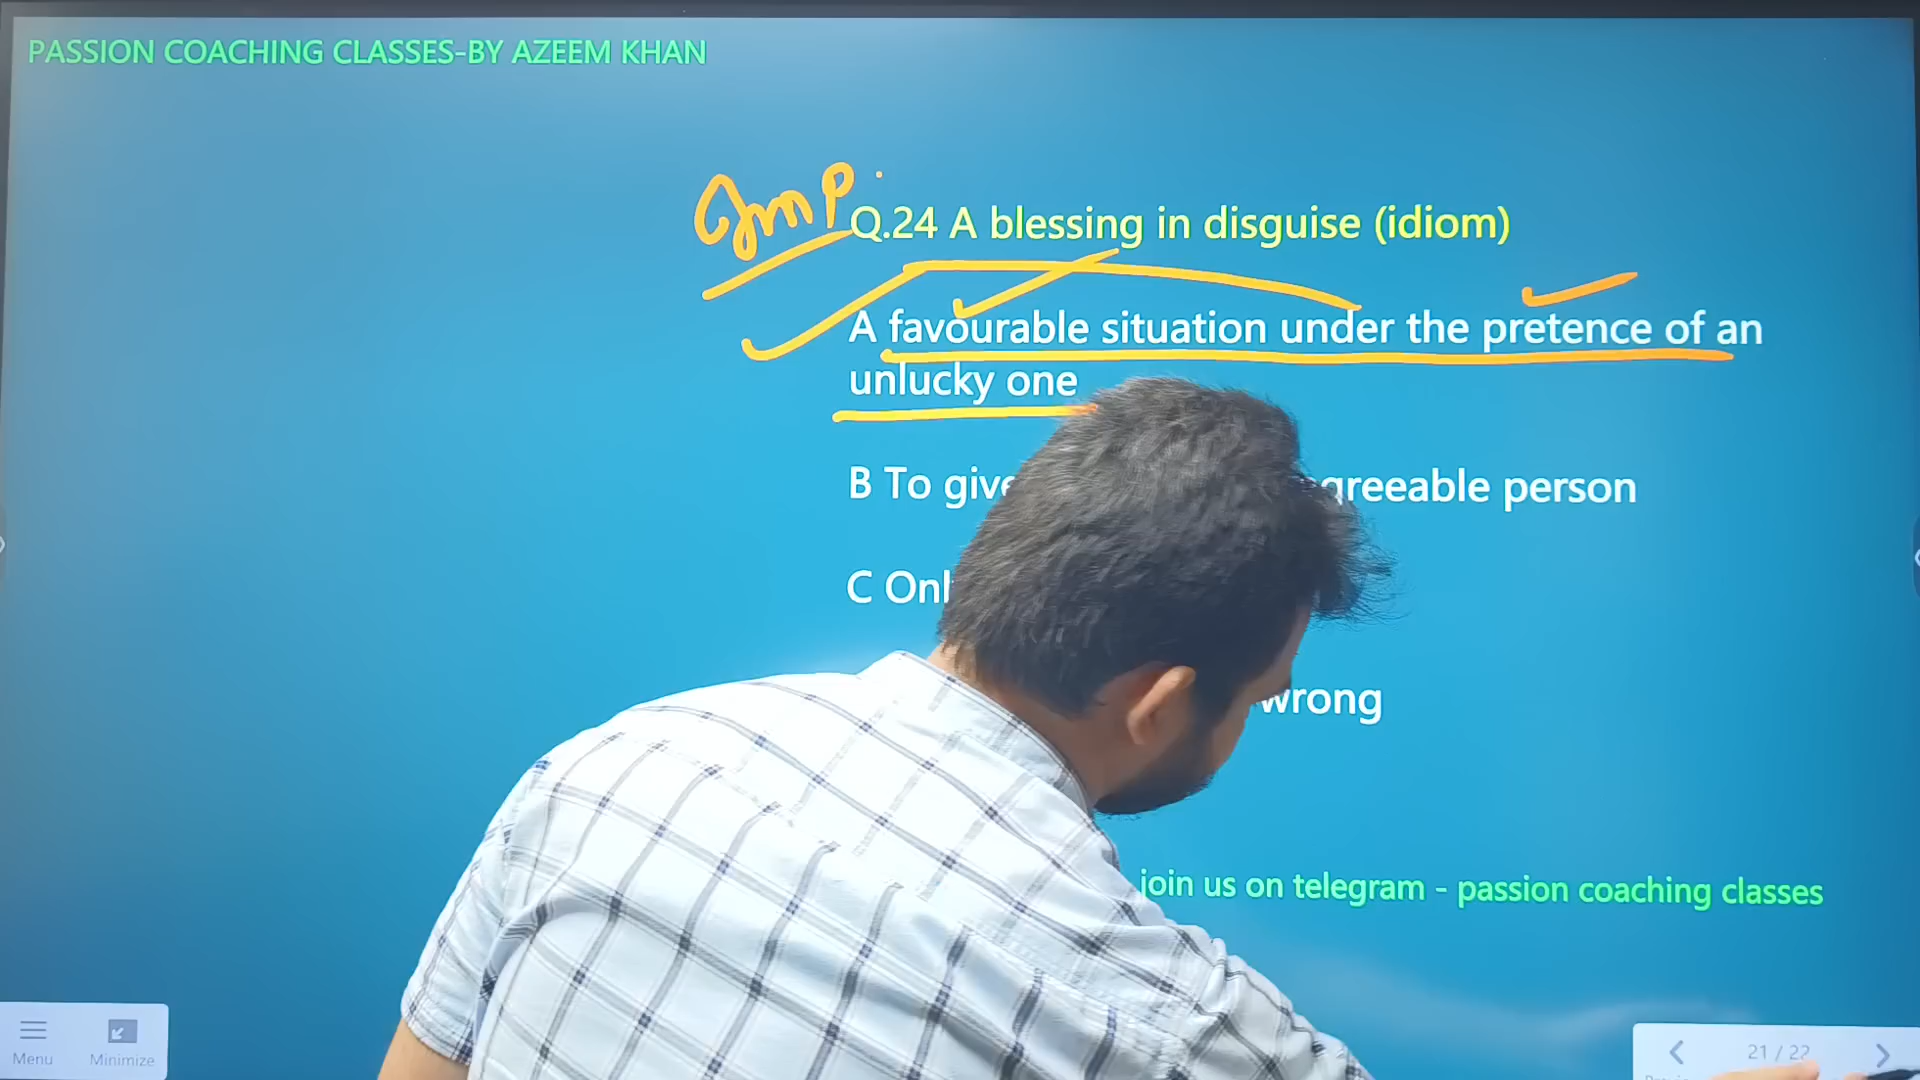 PASSION COACHING CLASSES-BY AZEEM KHAN
Imp.
Q.24 A blessing in disguise (idiom)
A favourable situation under the pretence of an
unlucky one
B To give greeable person
C Onl
wrong
join us on telegram - passion coaching classes
Menu Minimize
21 / 22